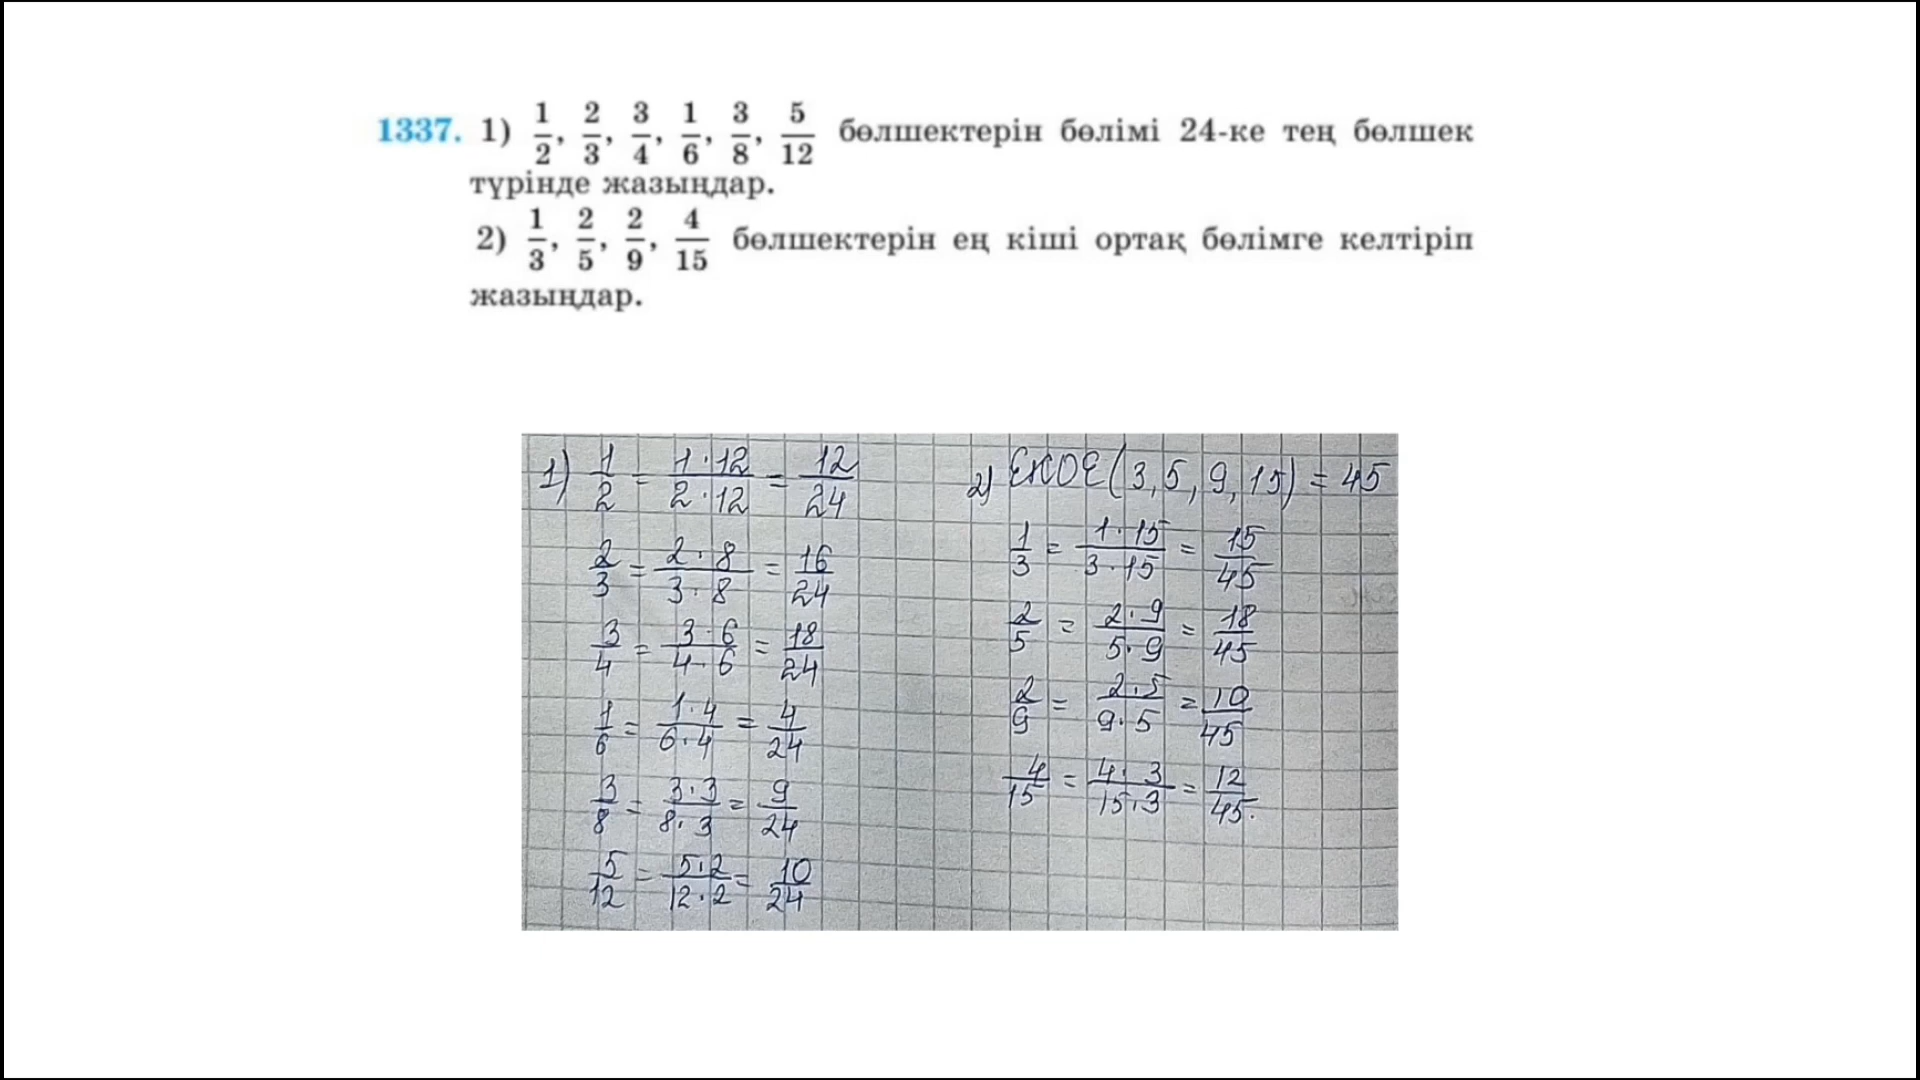 1337. 1) 1/2, 2/3, 3/4, 1/6, 3/8, 5/12 бөлшектерін бөлімі 24-ке тең бөлшек
түрінде жазыңдар.
2) 1/3, 2/5, 2/9, 4/15 бөлшектерін ең кіші ортақ бөлімге келтіріп
жазыңдар.
1) 1/2 = 1·12/2·12 = 12/24
2/3 = 2·8/3·8 = 16/24
3/4 = 3·6/4·6 = 18/24
1/6 = 1·4/6·4 = 4/24
3/8 = 3·3/8·3 = 9/24
5/12 = 5·2/12·2 = 10/24
2) ЕКОЕ(3, 5, 9, 15) = 45
1/3 = 1·15/3·15 = 15/45
2/5 = 2·9/5·9 = 18/45
2/9 = 2·5/9·5 = 10/45
4/15 = 4·3/15·3 = 12/45.